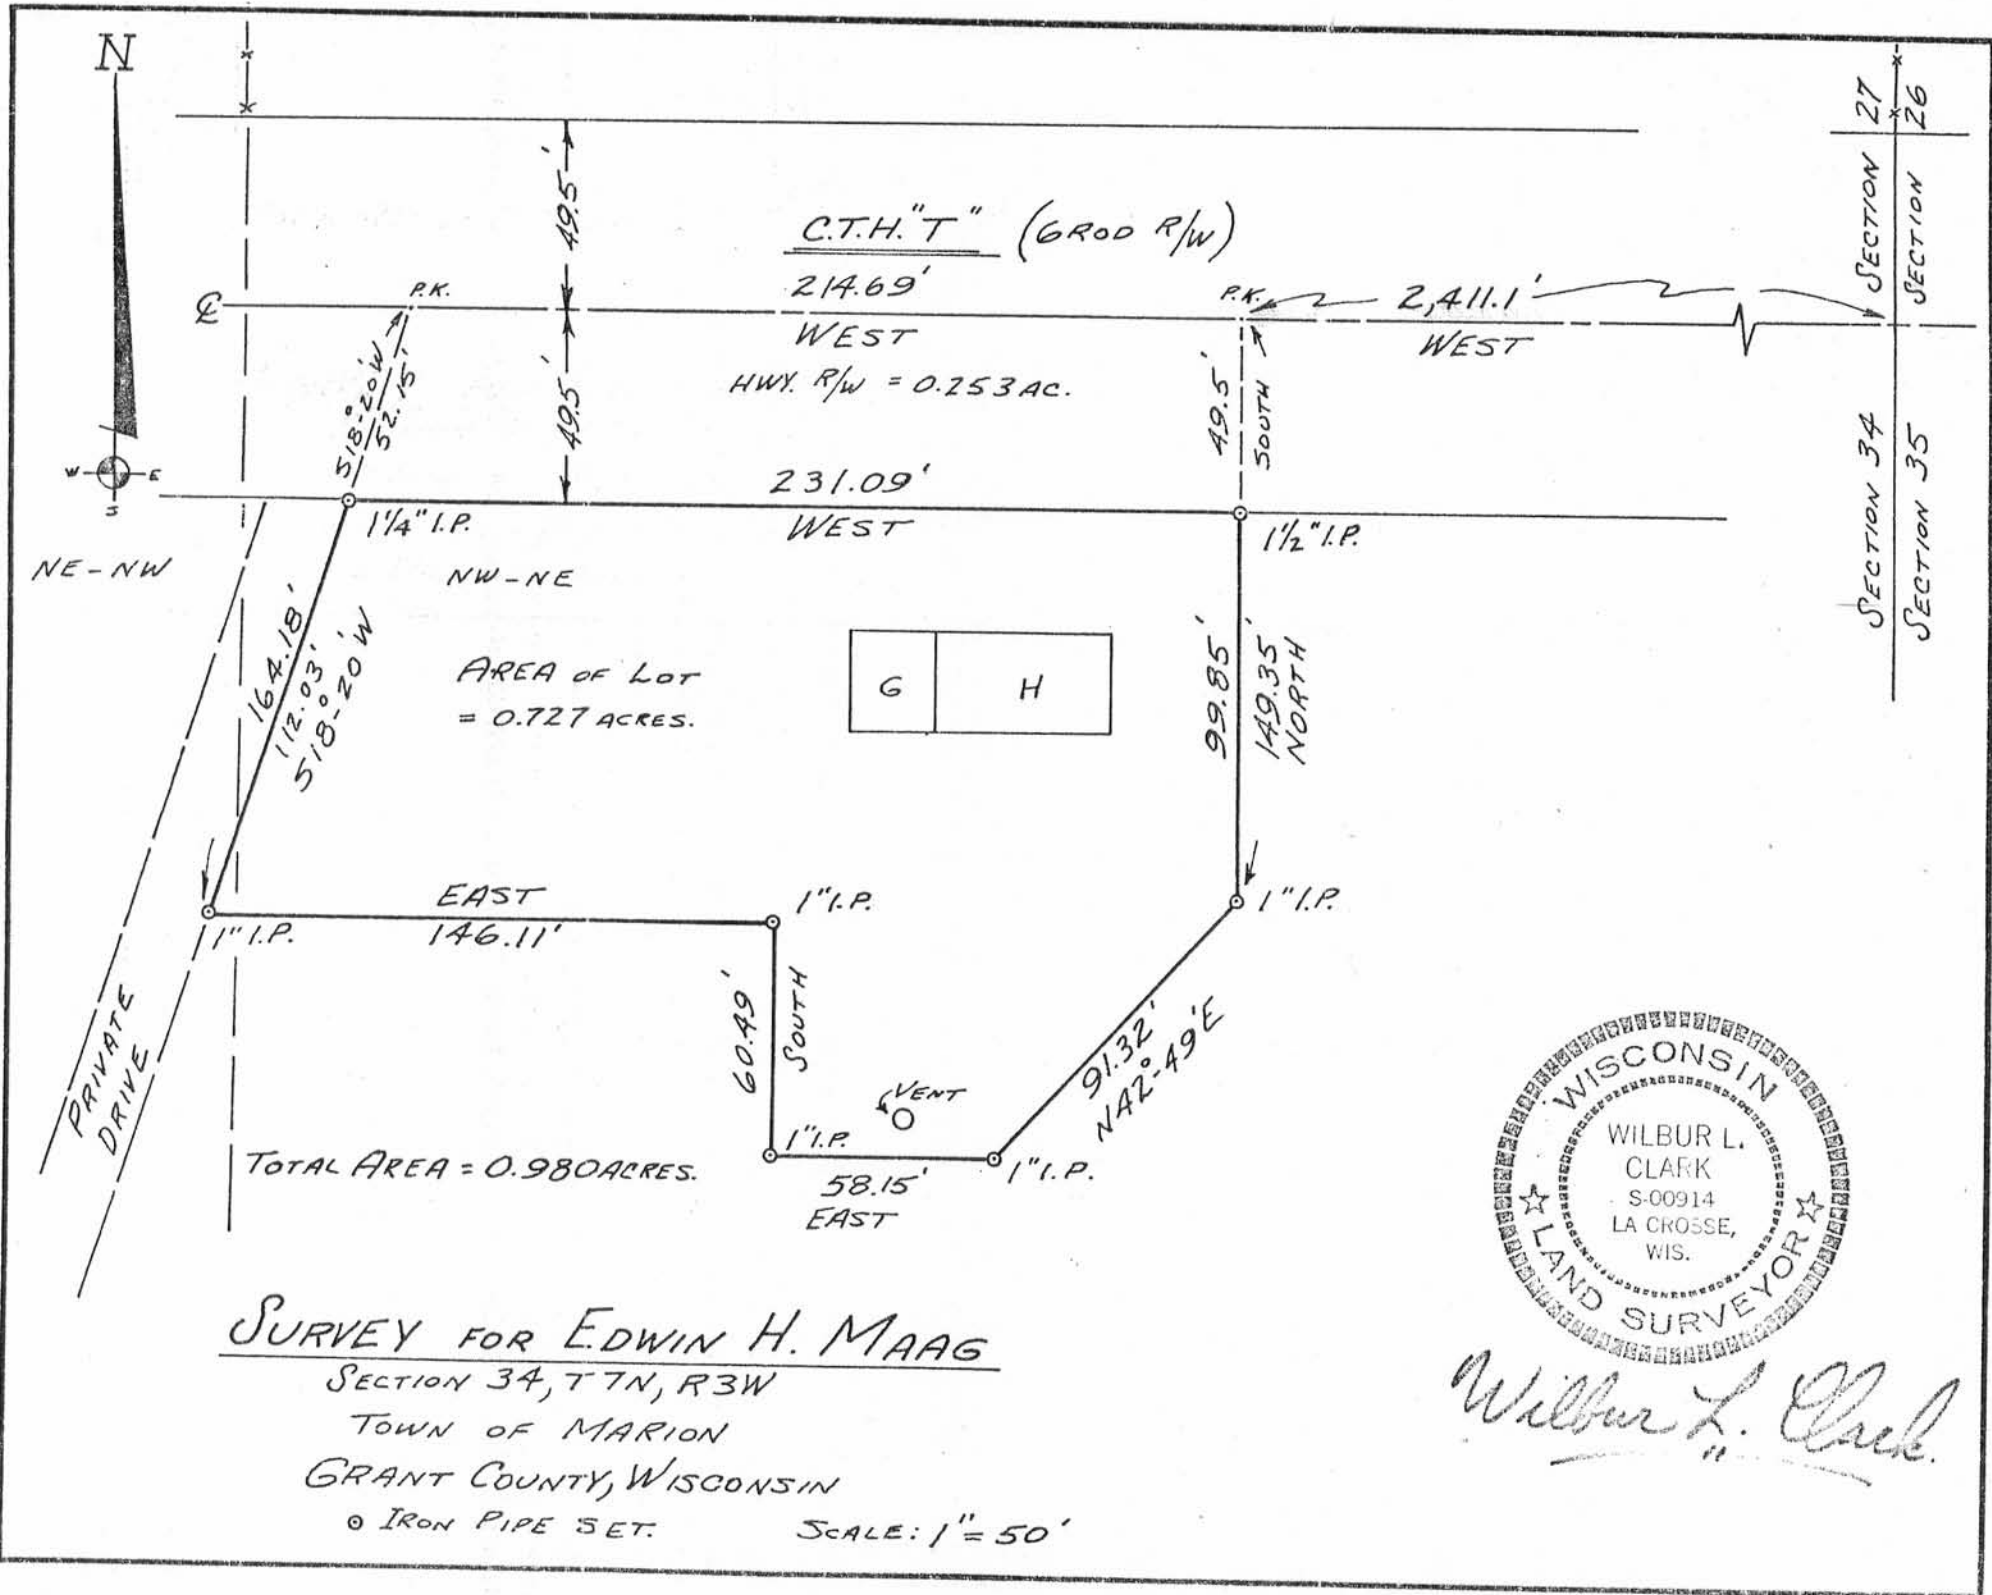 N
W E
S
SECTION 27
SECTION 26
SECTION 34
SECTION 35
49.5'
C.T.H. "T" (6 ROD R/W)
214.69'
WEST
P.K.
P.K.
2,411.1'
WEST
℄
HWY. R/W = 0.253 AC.
S18°-20'W
52.15'
49.5'
49.5'
SOUTH
231.09'
WEST
1 1/4" I.P.
1 1/2" I.P.
NE-NW
NW-NE
164.18'
112.03'
S18°-20'W
AREA OF LOT
= 0.727 ACRES.
G H
99.85'
149.35'
NORTH
EAST
146.11'
1" I.P.
1" I.P.
1" I.P.
60.49'
SOUTH
91.32'
N42°-49'E
VENT
1" I.P.
1" I.P.
58.15'
EAST
PRIVATE
DRIVE
TOTAL AREA = 0.980 ACRES.
SURVEY FOR EDWIN H. MAAG
SECTION 34, T7N, R3W
TOWN OF MARION
GRANT COUNTY, WISCONSIN
⊙ IRON PIPE SET. SCALE: 1" = 50'
WISCONSIN
WILBUR L.
CLARK
S-00914
LA CROSSE,
WIS.
LAND SURVEYOR
Wilbur L. Clark.